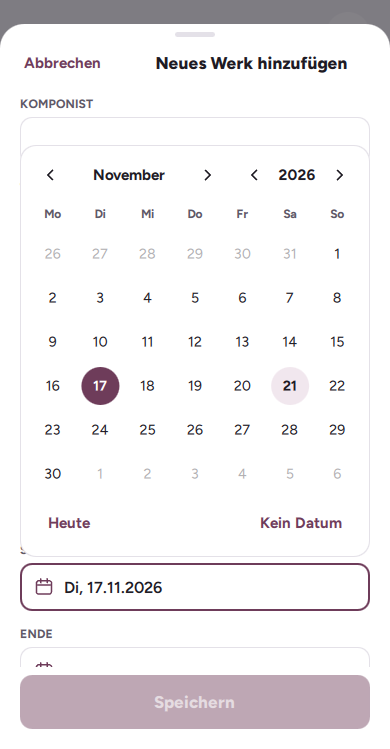 Abbrechen Neues Werk hinzufügen
KOMPONIST
November 2026
Mo Di Mi Do Fr Sa So
26 27 28 29 30 31 1
2 3 4 5 6 7 8
9 10 11 12 13 14 15
16 17 18 19 20 21 22
23 24 25 26 27 28 29
30 1 2 3 4 5 6
Heute Kein Datum
Di, 17.11.2026
ENDE
Speichern